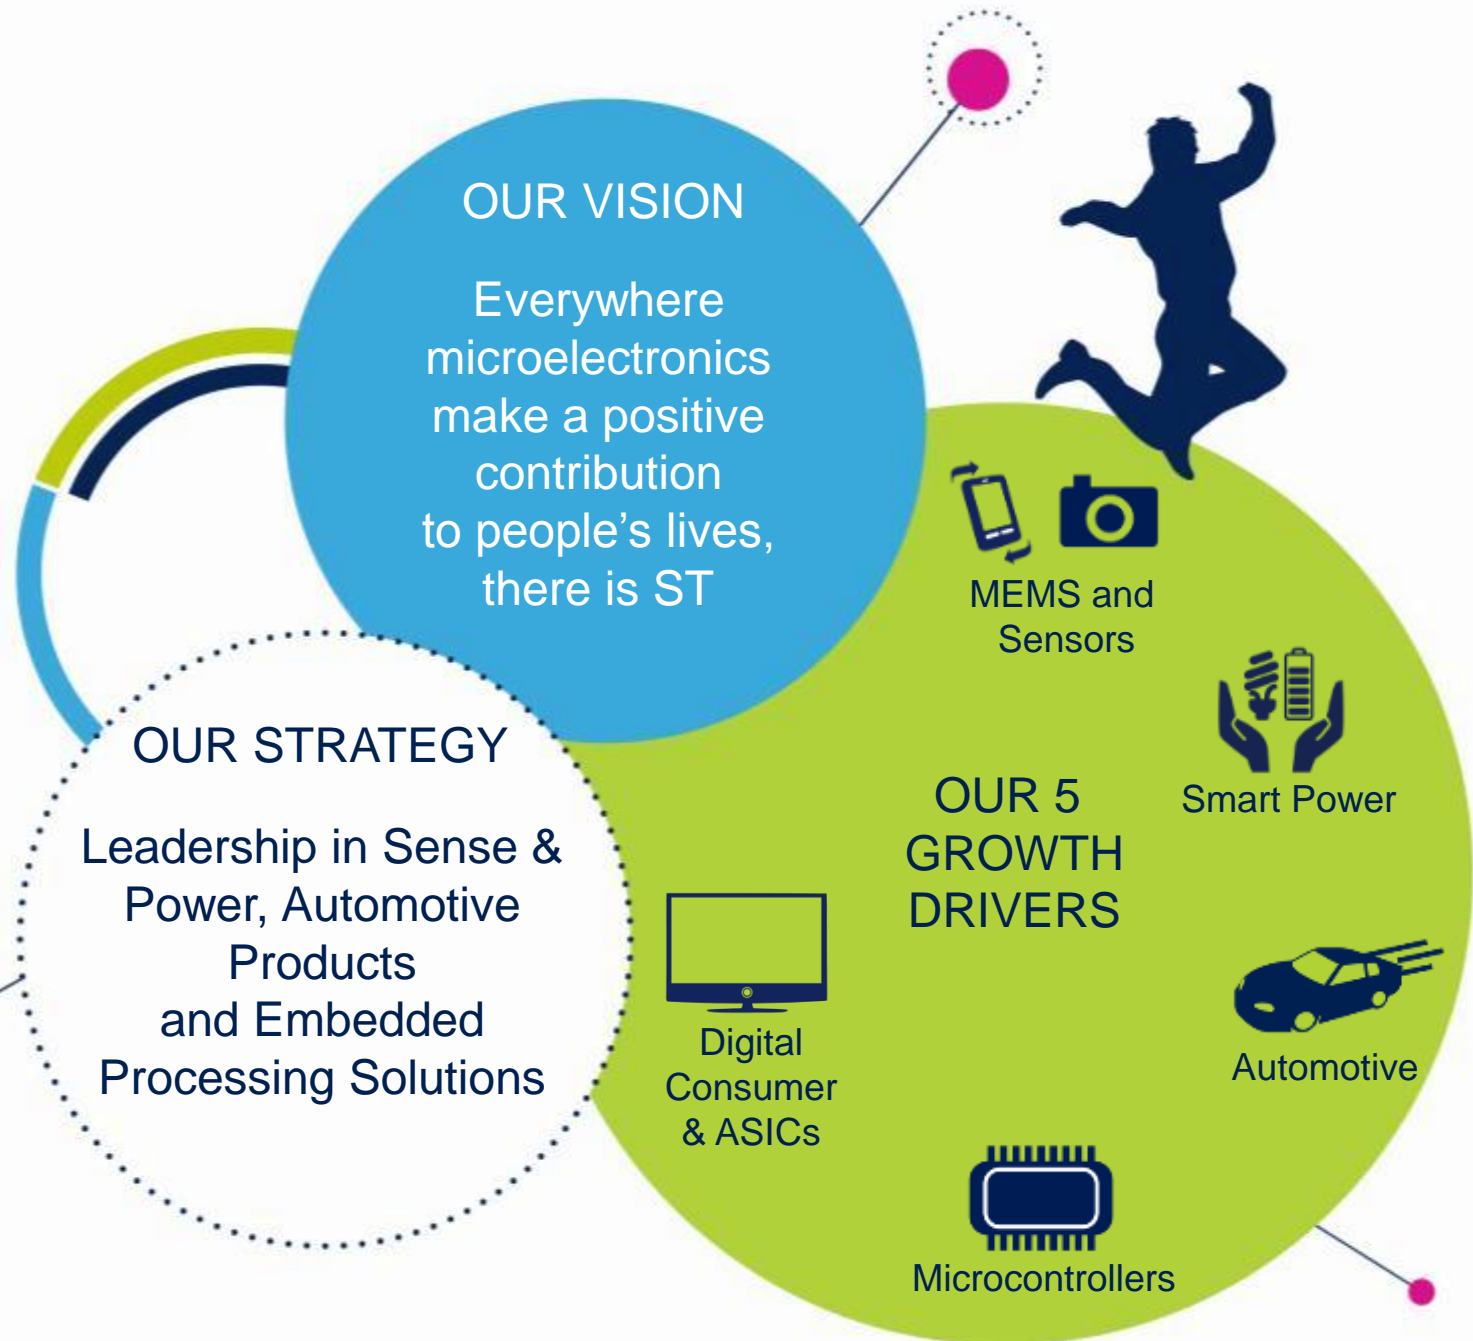 OUR VISION
Everywhere
microelectronics
make a positive
contribution
to people's lives,
there is ST
OUR STRATEGY
Leadership in Sense &
Power, Automotive
Products
and Embedded
Processing Solutions
OUR 5
GROWTH
DRIVERS
MEMS and
Sensors
Smart Power
Automotive
Microcontrollers
Digital
Consumer
& ASICs